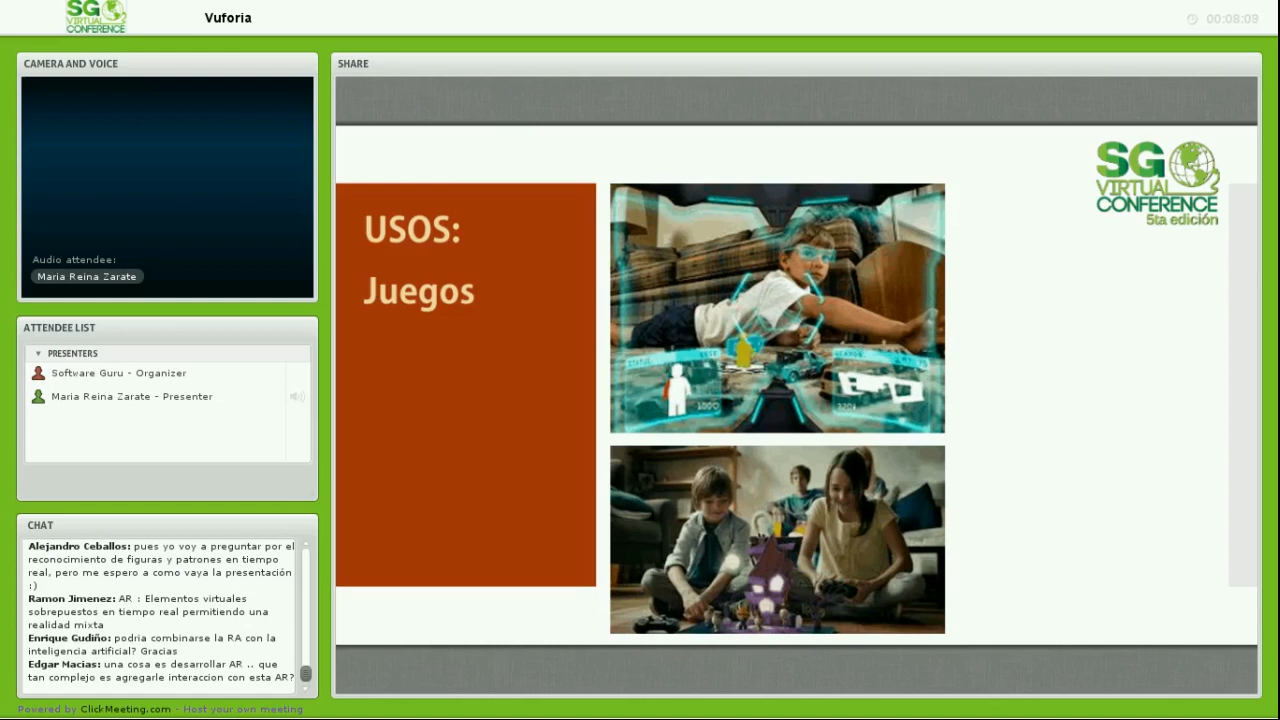 SG
VIRTUAL
CONFERENCE
Vuforia
00:08:09
CAMERA AND VOICE
Audio attendee:
Maria Reina Zarate
ATTENDEE LIST
PRESENTERS
Software Guru - Organizer
Maria Reina Zarate - Presenter
CHAT
Alejandro Ceballos: pues yo voy a preguntar por el
reconocimiento de figuras y patrones en tiempo
real, pero me espero a como vaya la presentación
:)
Ramon Jimenez: AR : Elementos virtuales
sobrepuestos en tiempo real permitiendo una
realidad mixta
Enrique Gudiño: podria combinarse la RA con la
inteligencia artificial? Gracias
Edgar Macias: una cosa es desarrollar AR .. que
tan complejo es agregarle interaccion con esta AR?
SHARE
USOS:
Juegos
SG
VIRTUAL
CONFERENCE
5ta edición
Powered by ClickMeeting.com - Host your own meeting